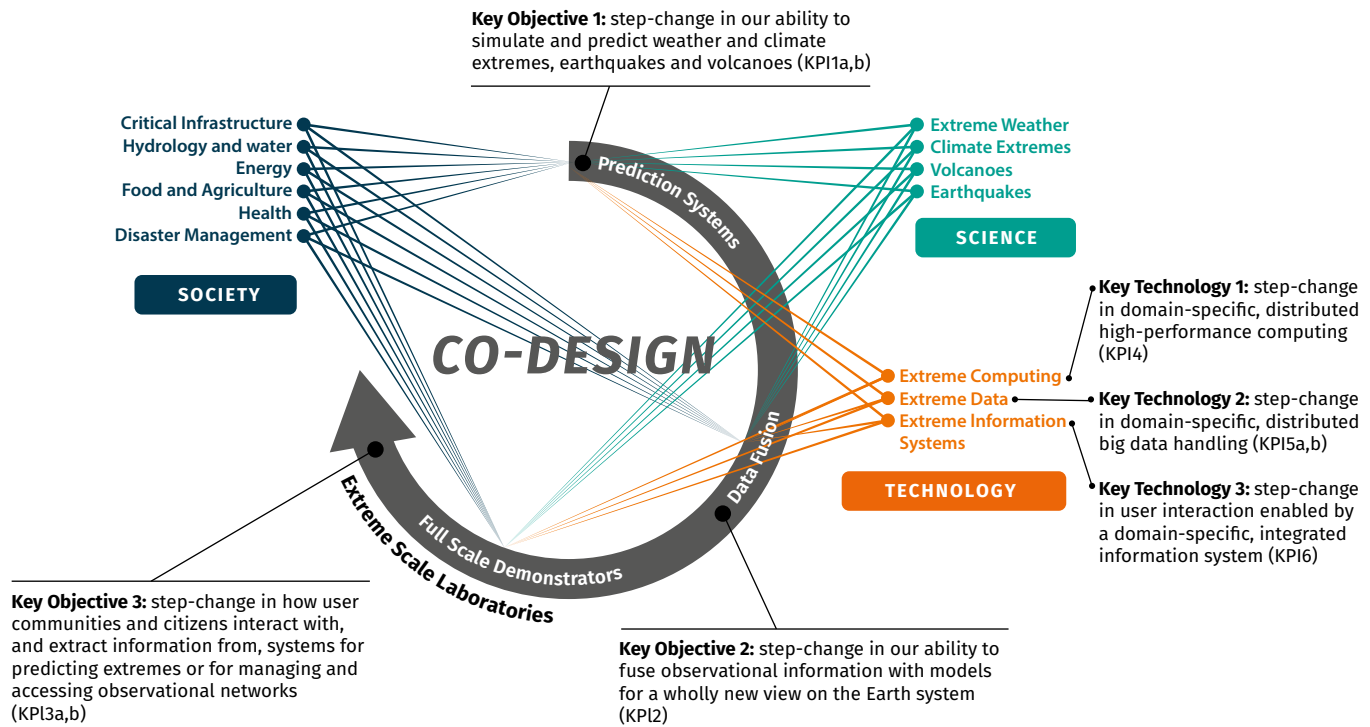 Key Objective 1: step-change in our ability to
simulate and predict weather and climate
extremes, earthquakes and volcanoes (KPI1a,b)
Critical Infrastructure
Hydrology and water
Energy
Food and Agriculture
Health
Disaster Management
SOCIETY
Prediction Systems
Extreme Weather
Climate Extremes
Volcanoes
Earthquakes
SCIENCE
CO-DESIGN
Key Technology 1: step-change
in domain-specific, distributed
high-performance computing
(KPI4)
Extreme Computing
Extreme Data
Extreme Information
Systems
Key Technology 2: step-change
in domain-specific, distributed
big data handling (KPI5a,b)
TECHNOLOGY
Key Technology 3: step-change
in user interaction enabled by
a domain-specific, integrated
information system (KPI6)
Data Fusion
Full Scale Demonstrators
Extreme Scale Laboratories
Key Objective 3: step-change in how user
communities and citizens interact with,
and extract information from, systems for
predicting extremes or for managing and
accessing observational networks
(KPl3a,b)
Key Objective 2: step-change in our ability to
fuse observational information with models
for a wholly new view on the Earth system
(KPl2)